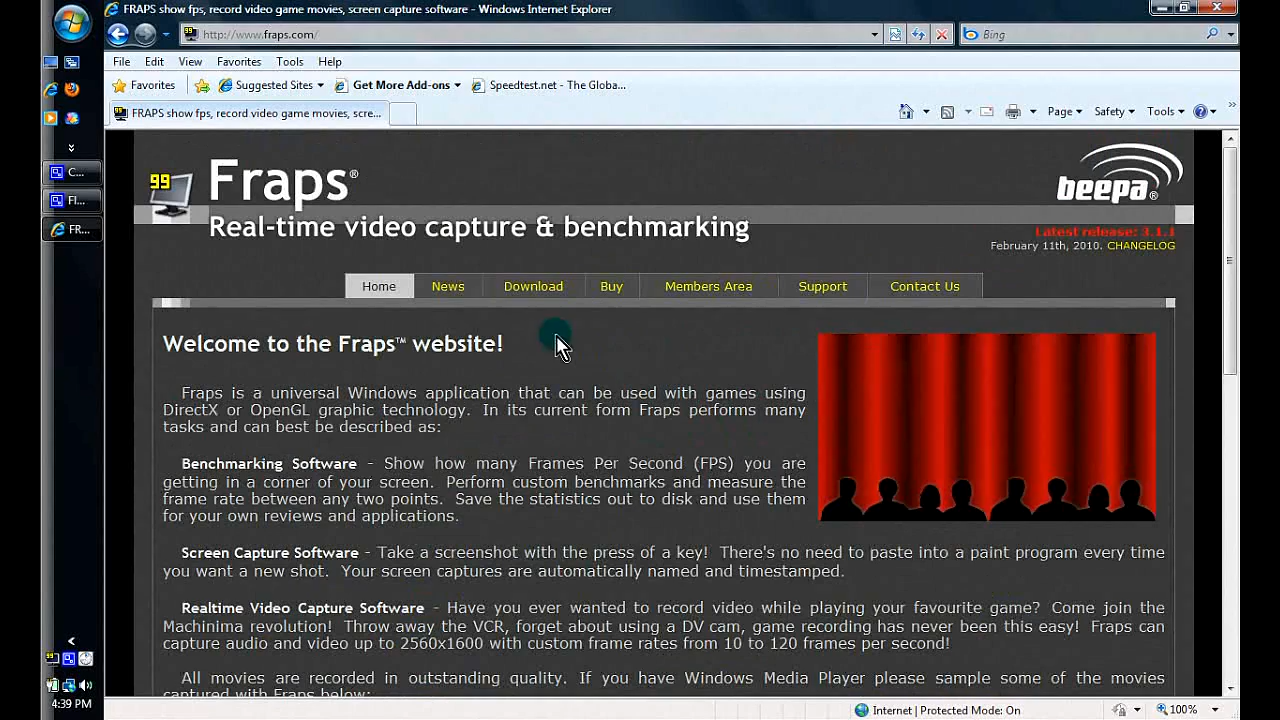 FRAPS show fps, record video game movies, screen capture software - Windows Internet Explorer
http://www.fraps.com/
Bing
File Edit View Favorites Tools Help
Favorites Suggested Sites Get More Add-ons Speedtest.net - The Globa...
FRAPS show fps, record video game movies, scre...
Page Safety Tools
C...
FI...
FR...
99
Fraps®
Real-time video capture & benchmarking
beepa®
Latest release: 3.1.1
February 11th, 2010. CHANGELOG
Home News Download Buy Members Area Support Contact Us
Welcome to the Fraps™ website!
Fraps is a universal Windows application that can be used with games using
DirectX or OpenGL graphic technology. In its current form Fraps performs many
tasks and can best be described as:
Benchmarking Software - Show how many Frames Per Second (FPS) you are
getting in a corner of your screen. Perform custom benchmarks and measure the
frame rate between any two points. Save the statistics out to disk and use them
for your own reviews and applications.
Screen Capture Software - Take a screenshot with the press of a key! There's no need to paste into a paint program every time
you want a new shot. Your screen captures are automatically named and timestamped.
Realtime Video Capture Software - Have you ever wanted to record video while playing your favourite game? Come join the
Machinima revolution! Throw away the VCR, forget about using a DV cam, game recording has never been this easy! Fraps can
capture audio and video up to 2560x1600 with custom frame rates from 10 to 120 frames per second!
All movies are recorded in outstanding quality. If you have Windows Media Player please sample some of the movies
captured with Fraps below:
4:39 PM
Internet | Protected Mode: On
100%